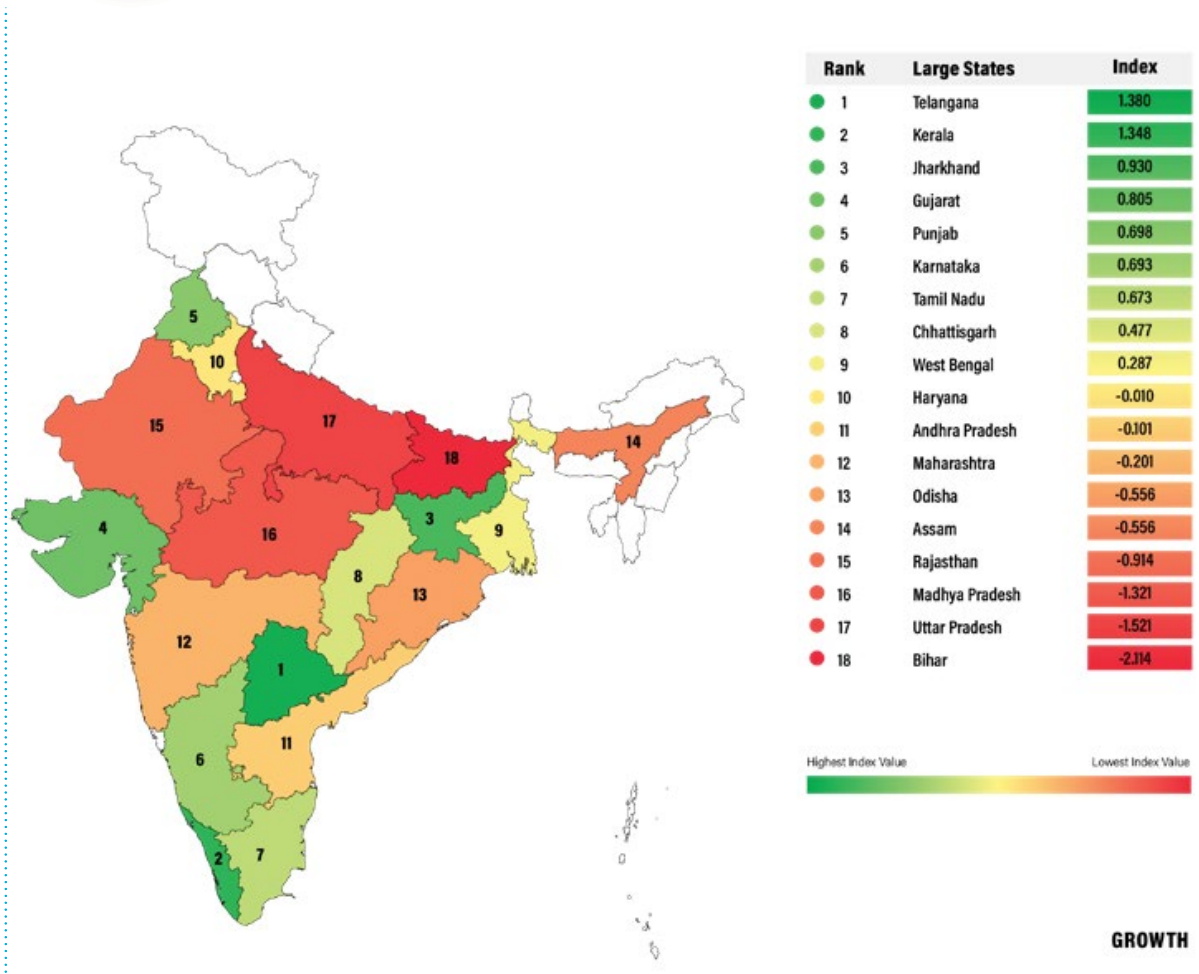 Rank Large States Index
1 Telangana 1.380
2 Kerala 1.348
3 Jharkhand 0.930
4 Gujarat 0.805
5 Punjab 0.698
6 Karnataka 0.693
7 Tamil Nadu 0.673
8 Chhattisgarh 0.477
9 West Bengal 0.287
10 Haryana -0.010
11 Andhra Pradesh -0.101
12 Maharashtra -0.201
13 Odisha -0.556
14 Assam -0.556
15 Rajasthan -0.914
16 Madhya Pradesh -1.321
17 Uttar Pradesh -1.521
18 Bihar -2.114
5
10
15
17
18
14
4
16
3
9
8
13
12
1
11
6
2
7
Highest Index Value Lowest Index Value
GROWTH